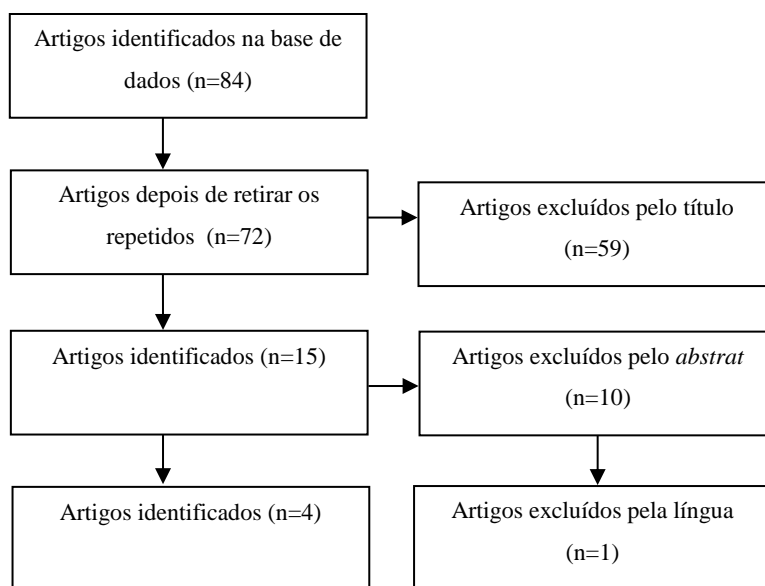 Artigos identificados na base de
dados (n=84)
Artigos depois de retirar os
repetidos (n=72)
Artigos excluídos pelo título
(n=59)
Artigos identificados (n=15)
Artigos excluídos pelo abstrat
(n=10)
Artigos identificados (n=4)
Artigos excluídos pela língua
(n=1)